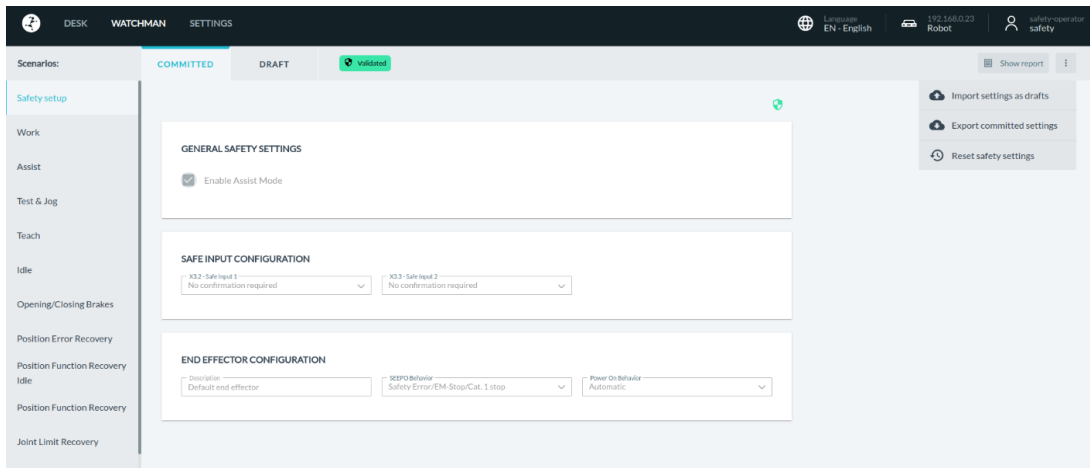 DESK WATCHMAN SETTINGS
Language
EN - English
192.168.0.23
Robot
safety-operator
safety
Scenarios:
COMMITTED DRAFT Validated Show report
Safety setup
Work
Assist
Test & Jog
Teach
Idle
Opening/Closing Brakes
Position Error Recovery
Position Function Recovery
Idle
Position Function Recovery
Joint Limit Recovery
Import settings as drafts
Export committed settings
Reset safety settings
GENERAL SAFETY SETTINGS
Enable Assist Mode
SAFE INPUT CONFIGURATION
X3.2 - Safe Input 1
No confirmation required
X3.3 - Safe Input 2
No confirmation required
END EFFECTOR CONFIGURATION
Description
Default end effector
SEEPO Behavior
Safety Error/EM-Stop/Cat. 1 stop
Power On Behavior
Automatic